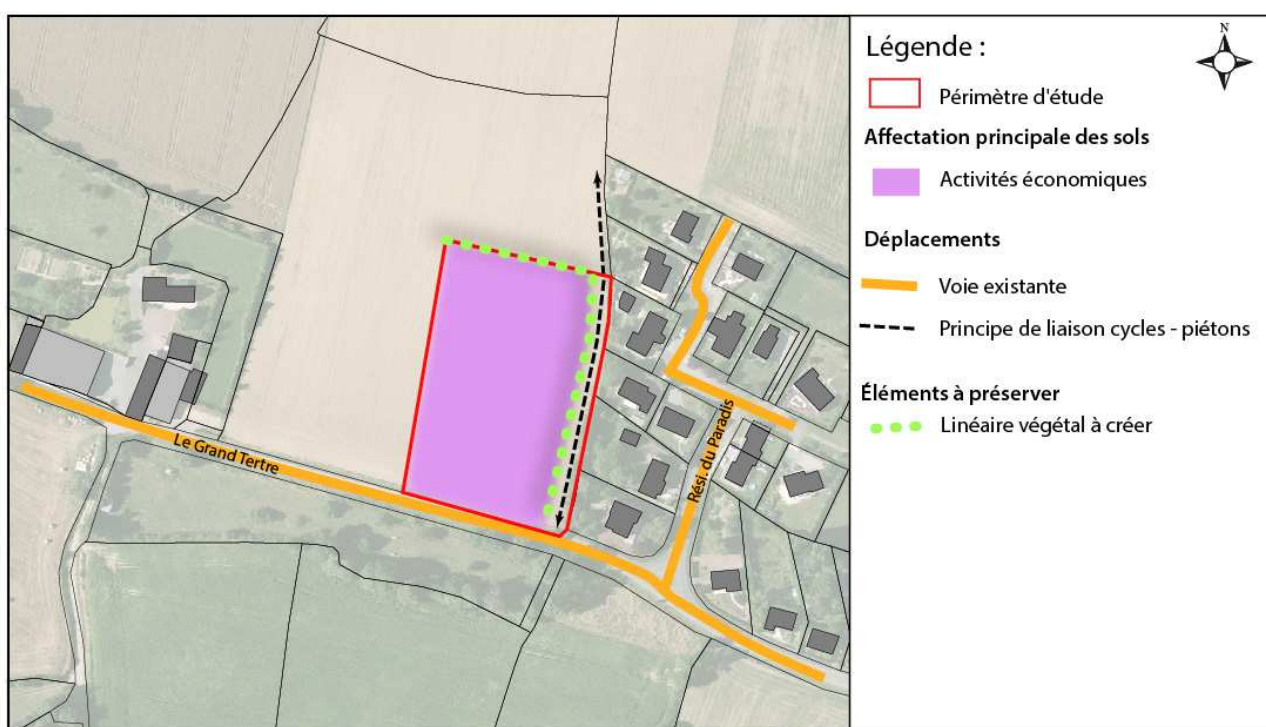 Légende :
N
Périmètre d'étude
Affectation principale des sols
Activités économiques
Déplacements
Voie existante
Principe de liaison cycles - piétons
Éléments à préserver
Linéaire végétal à créer
Le Grand Tertre
Rési. du Paradis